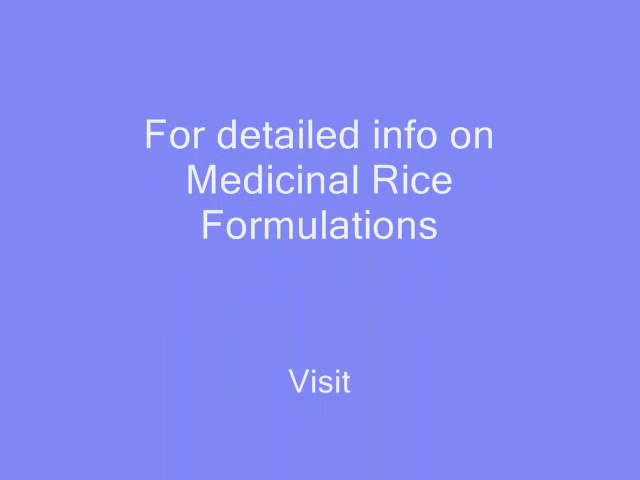 For detailed info on
Medicinal Rice
Formulations
Visit